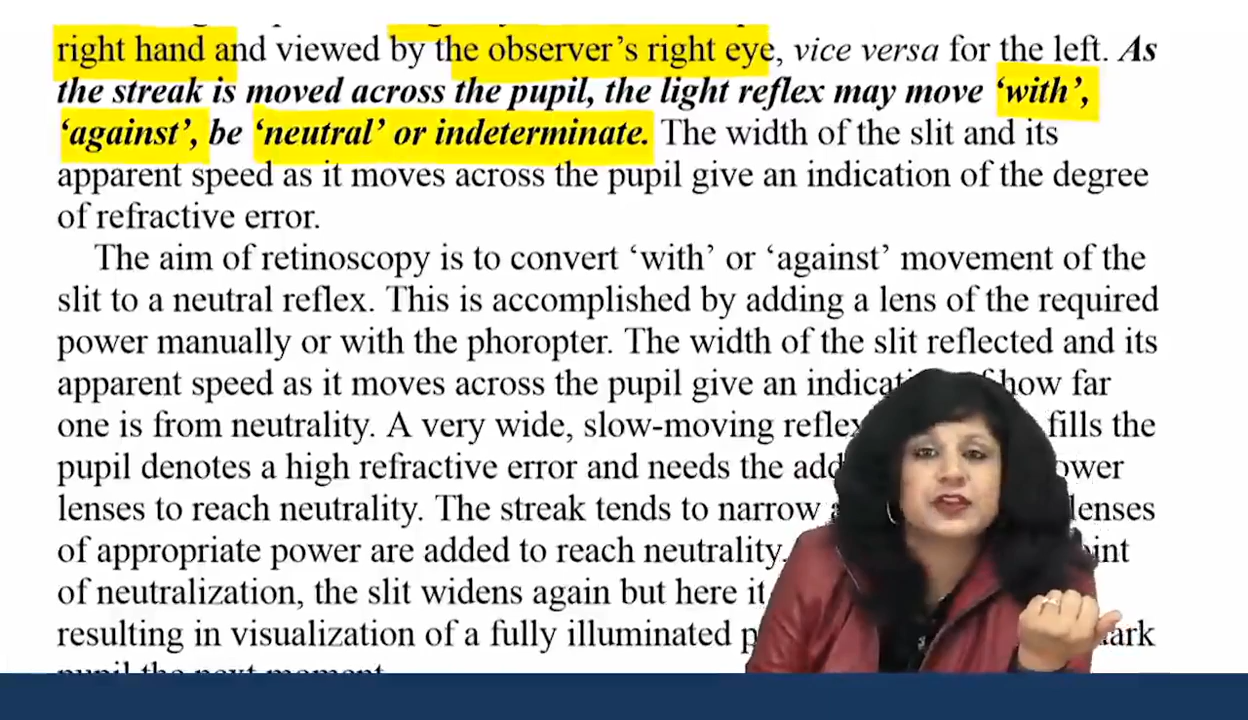 right hand and viewed by the observer's right eye, vice versa for the left. As
the streak is moved across the pupil, the light reflex may move 'with',
'against', be 'neutral' or indeterminate. The width of the slit and its
apparent speed as it moves across the pupil give an indication of the degree
of refractive error.
The aim of retinoscopy is to convert 'with' or 'against' movement of the
slit to a neutral reflex. This is accomplished by adding a lens of the required
power manually or with the phoropter. The width of the slit reflected and its
apparent speed as it moves across the pupil give an how far
one is from neutrality. A very wide, slow-moving fills the
pupil denotes a high refractive error and needs the
lenses to reach neutrality. The streak tends to narrow lenses
of appropriate power are added to reach neutrality.
of neutralization, the slit widens again but here it
resulting in visualization of a fully illuminated
pupil the next moment